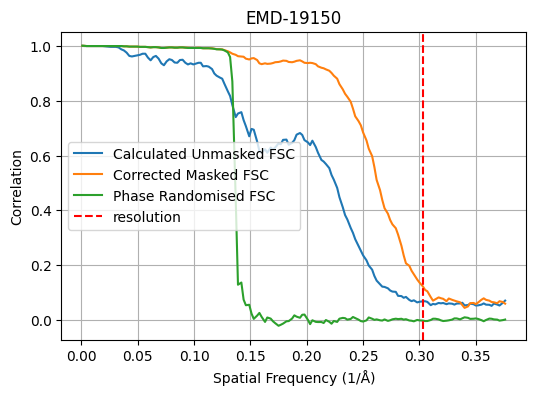 EMD-19150
1.0
0.8
0.6
0.4
0.2
0.0
Correlation
Calculated Unmasked FSC
Corrected Masked FSC
Phase Randomised FSC
resolution
0.00 0.05 0.10 0.15 0.20 0.25 0.30 0.35
Spatial Frequency (1/Å)